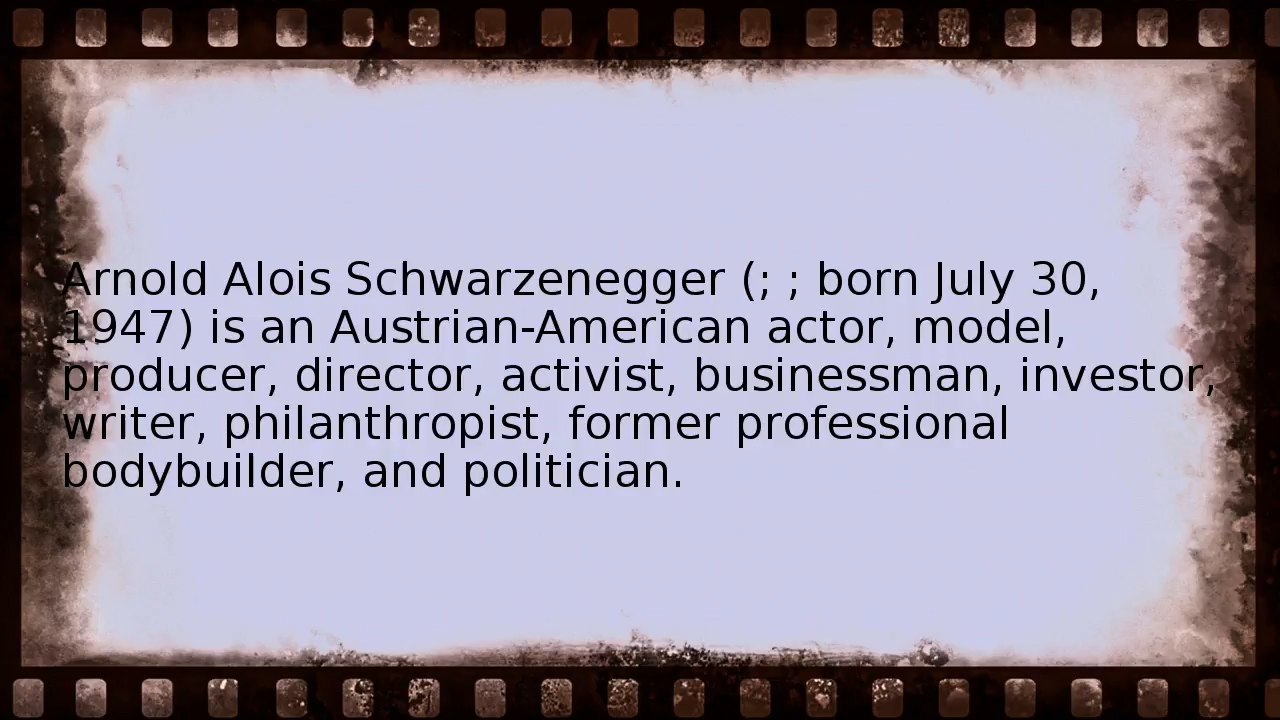 Arnold Alois Schwarzenegger (; ; born July 30,
1947) is an Austrian-American actor, model,
producer, director, activist, businessman, investor,
writer, philanthropist, former professional
bodybuilder, and politician.